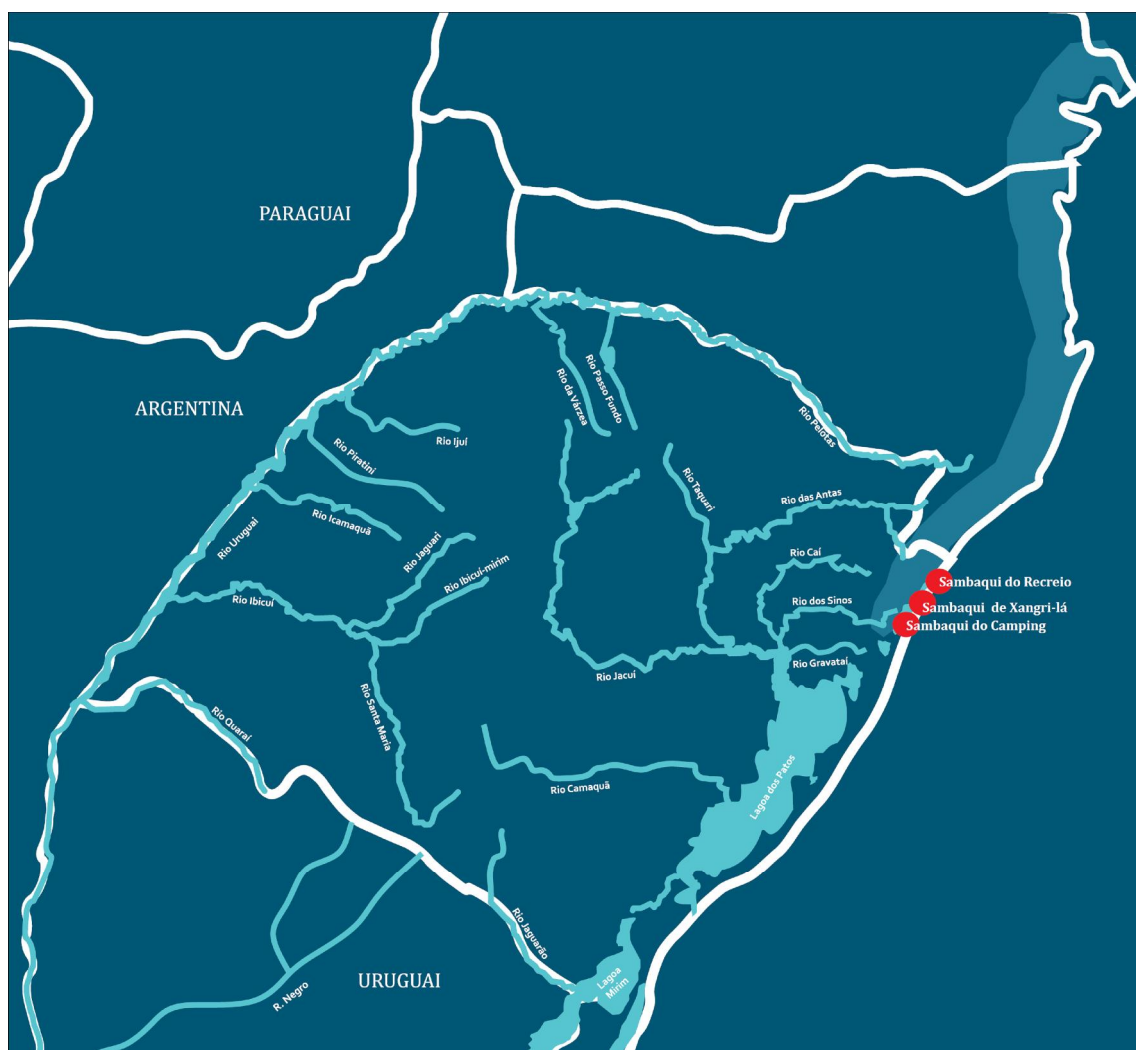 PARAGUAI
ARGENTINA
Rio da Várzea
Rio Passo Fundo
Rio Pelotas
Rio Ijuí
Rio Piratini
Rio Taquari
Rio das Antas
Rio Icamaquã
Rio Uruguai
Rio Jaguari
Rio Caí
Rio Ibicuí-mirim
Sambaqui do Recreio
Rio Ibicuí
Rio dos Sinos
Sambaqui de Xangri-lá
Sambaqui do Camping
Rio Gravataí
Rio Jacuí
Rio Santa Maria
Rio Quaraí
Rio Camaquã
Lagoa dos Patos
Rio Jaguarão
URUGUAI
Lagoa
Mirim
R. Negro